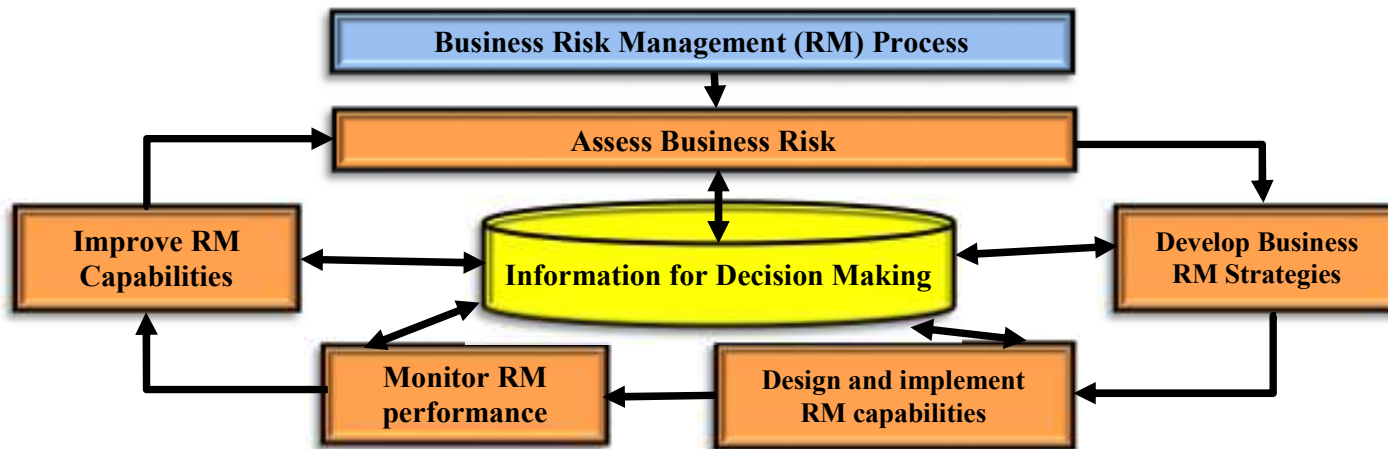 Business Risk Management (RM) Process
Assess Business Risk
Improve RM
Capabilities
Information for Decision Making
Develop Business
RM Strategies
Monitor RM
performance
Design and implement
RM capabilities